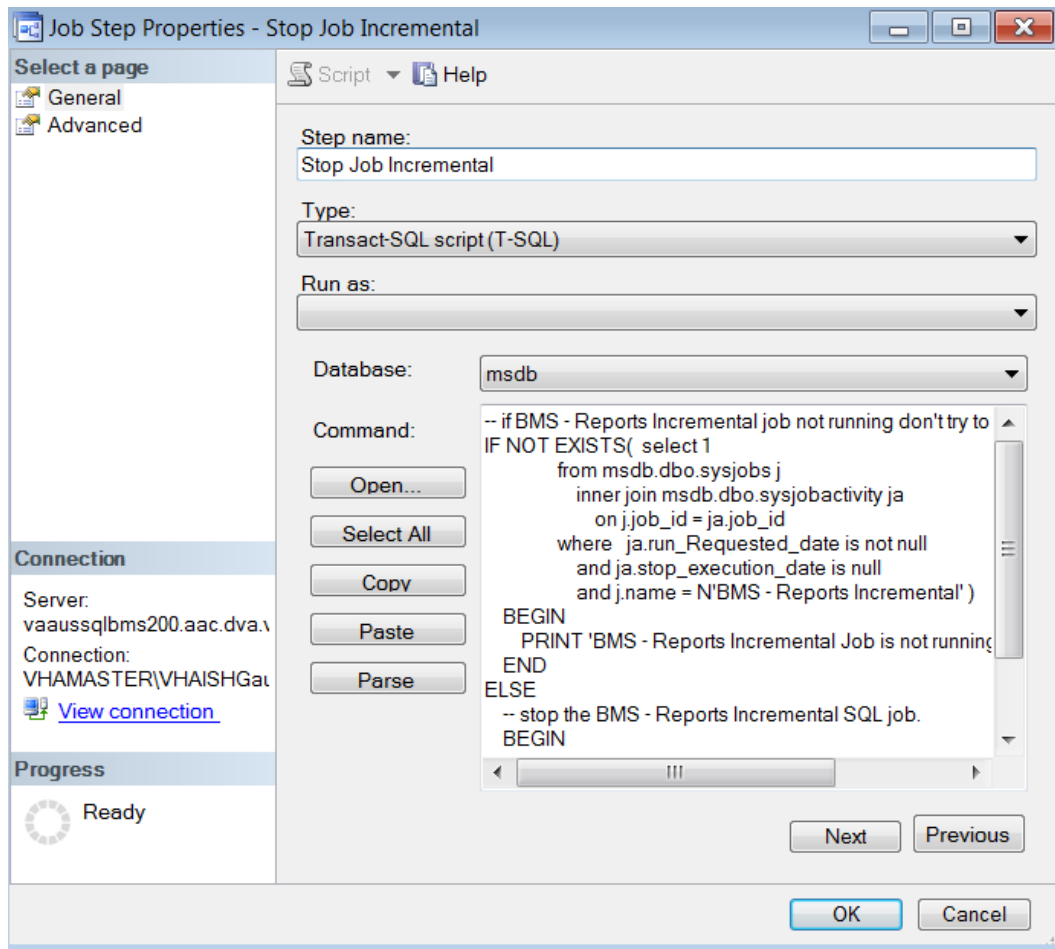 Job Step Properties - Stop Job Incremental
Select a page
General
Advanced
Script
Help
Step name:
Stop Job Incremental
Type:
Transact-SQL script (T-SQL)
Run as:
Database:
msdb
Command:
Open...
Select All
Copy
Paste
Parse
-- if BMS - Reports Incremental job not running don't try to
IF NOT EXISTS( select 1
from msdb.dbo.sysjobs j
inner join msdb.dbo.sysjobactivity ja
on j.job_id = ja.job_id
where ja.run_Requested_date is not null
and ja.stop_execution_date is null
and j.name = N'BMS - Reports Incremental' )
BEGIN
PRINT 'BMS - Reports Incremental Job is not running
END
ELSE
-- stop the BMS - Reports Incremental SQL job.
BEGIN
Connection
Server:
vaaussqlbms200.aac.dva.v
Connection:
VHAMASTER\VHAISHGau
View connection
Progress
Ready
Next
Previous
OK
Cancel